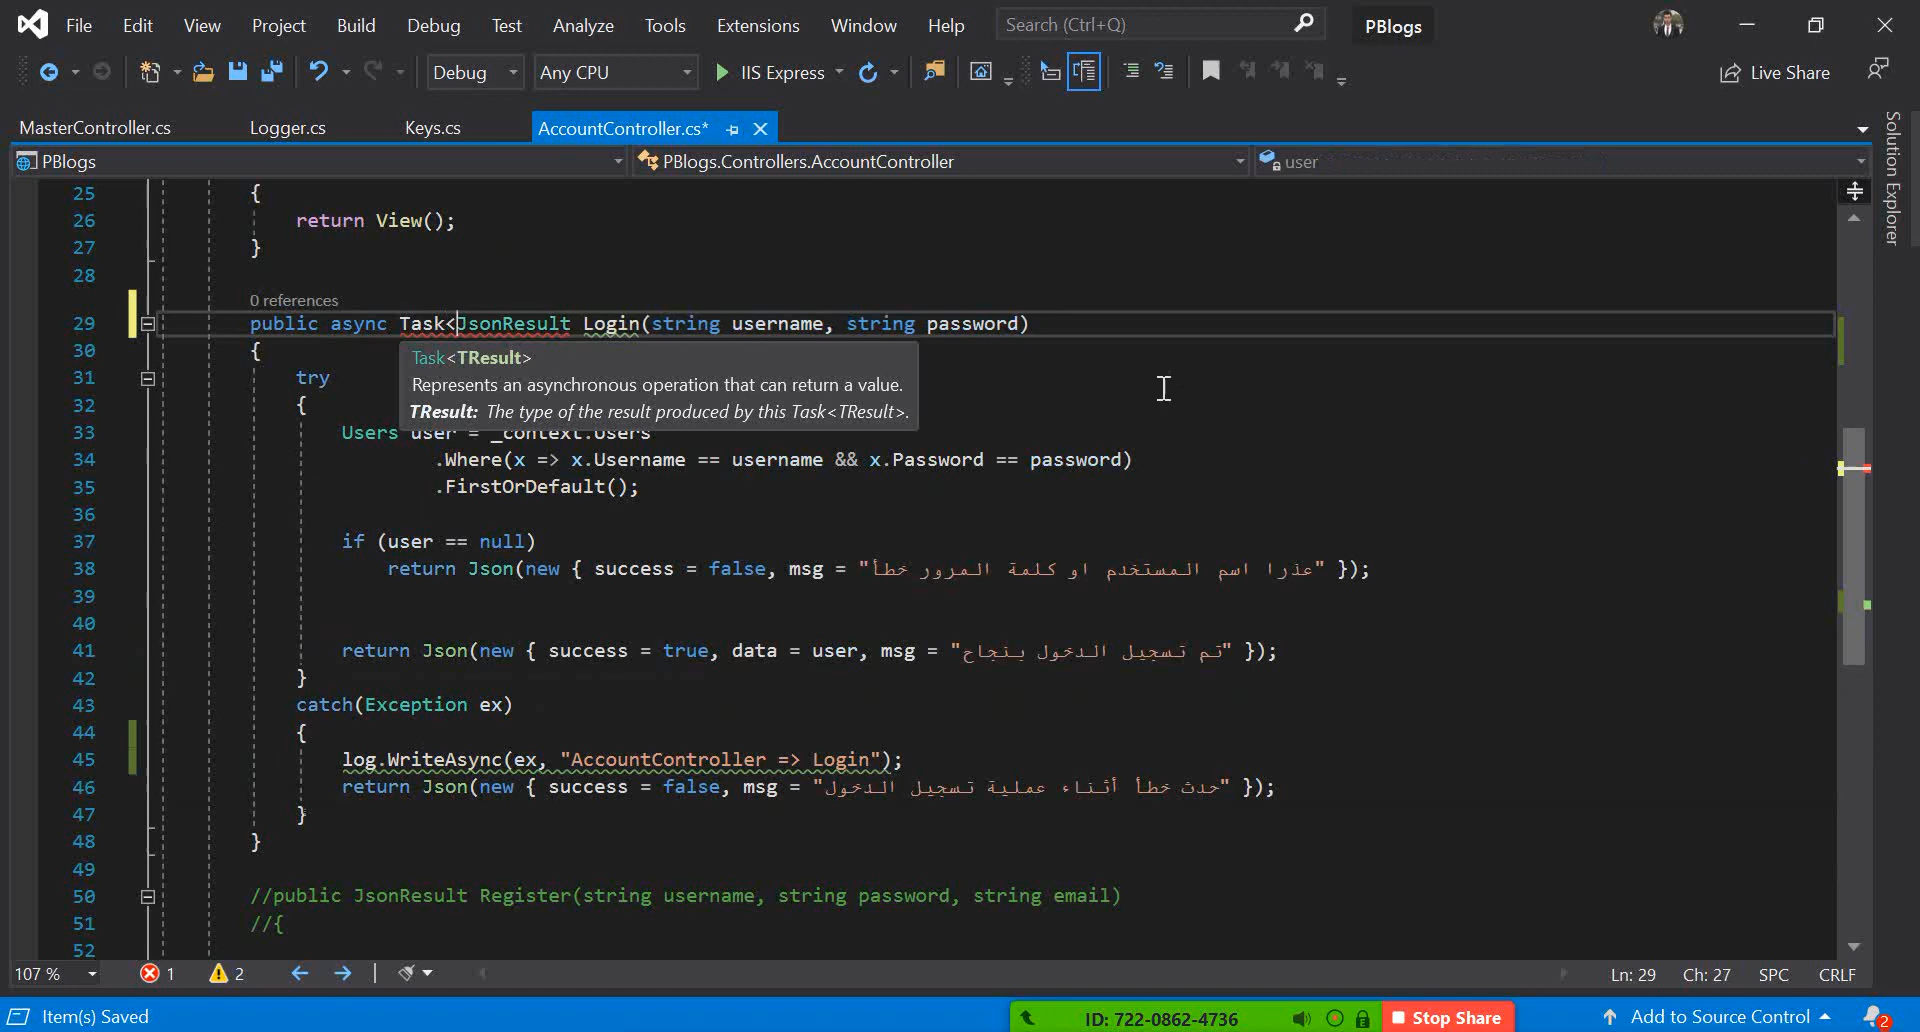 File Edit View Project Build Debug Test Analyze Tools Extensions Window Help Search (Ctrl+Q) PBlogs
Debug Any CPU IIS Express Live Share
MasterController.cs Logger.cs Keys.cs AccountController.cs*
PBlogs PBlogs.Controllers.AccountController user
Solution Explorer
25 {
26 return View();
27 }
28
0 references
29 public async Task<JsonResult Login(string username, string password)
30 {
Task<TResult>
Represents an asynchronous operation that can return a value.
TResult: The type of the result produced by this Task<TResult>.
31 try
32 {
33 Users user = _context.Users
34 .Where(x => x.Username == username && x.Password == password)
35 .FirstOrDefault();
36
37 if (user == null)
38 return Json(new { success = false, msg = "عذرا اسم المستخدم او كلمة المرور خطأ" });
39
40
41 return Json(new { success = true, data = user, msg = "تم تسجيل الدخول بنجاح" });
42 }
43 catch(Exception ex)
44 {
45 log.WriteAsync(ex, "AccountController => Login");
46 return Json(new { success = false, msg = "حدث خطأ أثناء عملية تسجيل الدخول" });
47 }
48 }
49
50 //public JsonResult Register(string username, string password, string email)
51 //{
52
107 % 1 2 Ln: 29 Ch: 27 SPC CRLF
Item(s) Saved ID: 722-0862-4736 Stop Share Add to Source Control 2